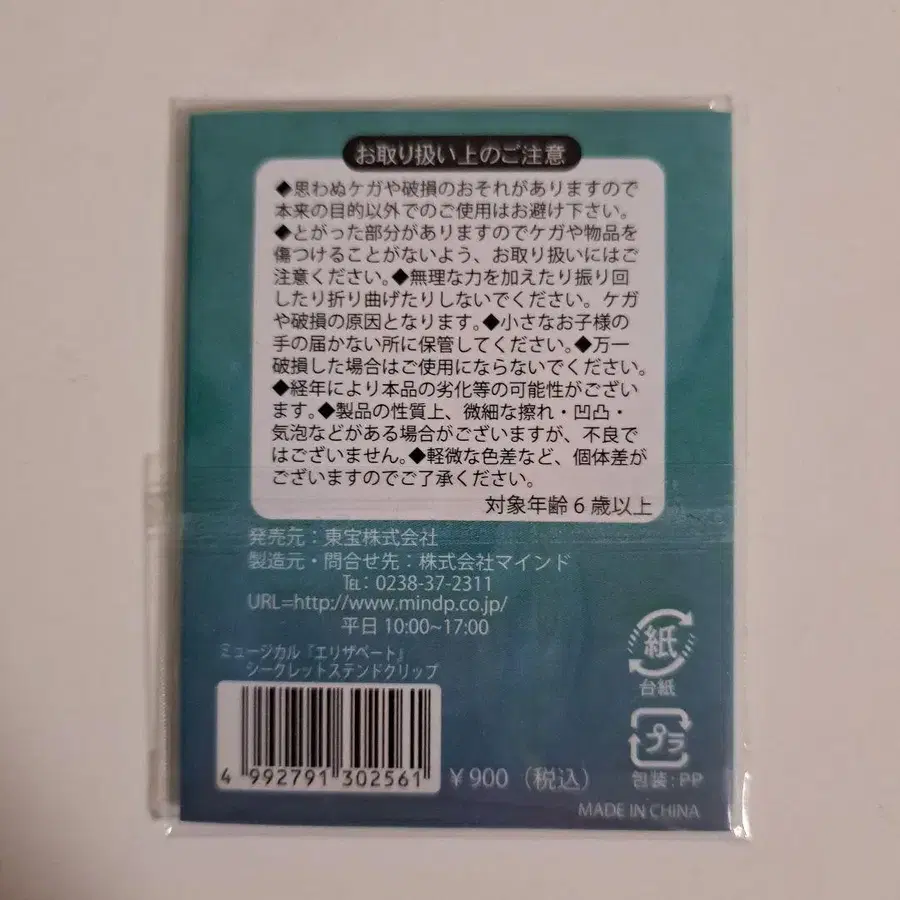 お取り扱い上のご注意
◆思わぬケガや破損のおそれがありますので
本来の目的以外でのご使用はお避け下さい。
◆とがった部分がありますのでケガや物品を
傷つけることがないよう、お取り扱いにはご
注意ください。◆無理な力を加えたり振り回
したり折り曲げたりしないでください。ケガ
や破損の原因となります。◆小さなお子様の
手の届かない所に保管してください。◆万一
破損した場合はご使用にならないでください。
◆経年により本品の劣化等の可能性がござい
ます。◆製品の性質上、微細な擦れ・凹凸・
気泡などがある場合がございますが、不良で
はございません。◆軽微な色差など、個体差が
ございますのでご了承ください。
対象年齢6歳以上
発売元：東宝株式会社
製造元・問合せ先：株式会社マインド
TEL：0238-37-2311
URL=http://www.mindp.co.jp/
平日 10:00~17:00
ミュージカル『エリザベート』
シークレットステンドクリップ
4 992791 302561
￥900（税込）
紙
台紙
プラ
包装：PP
MADE IN CHINA